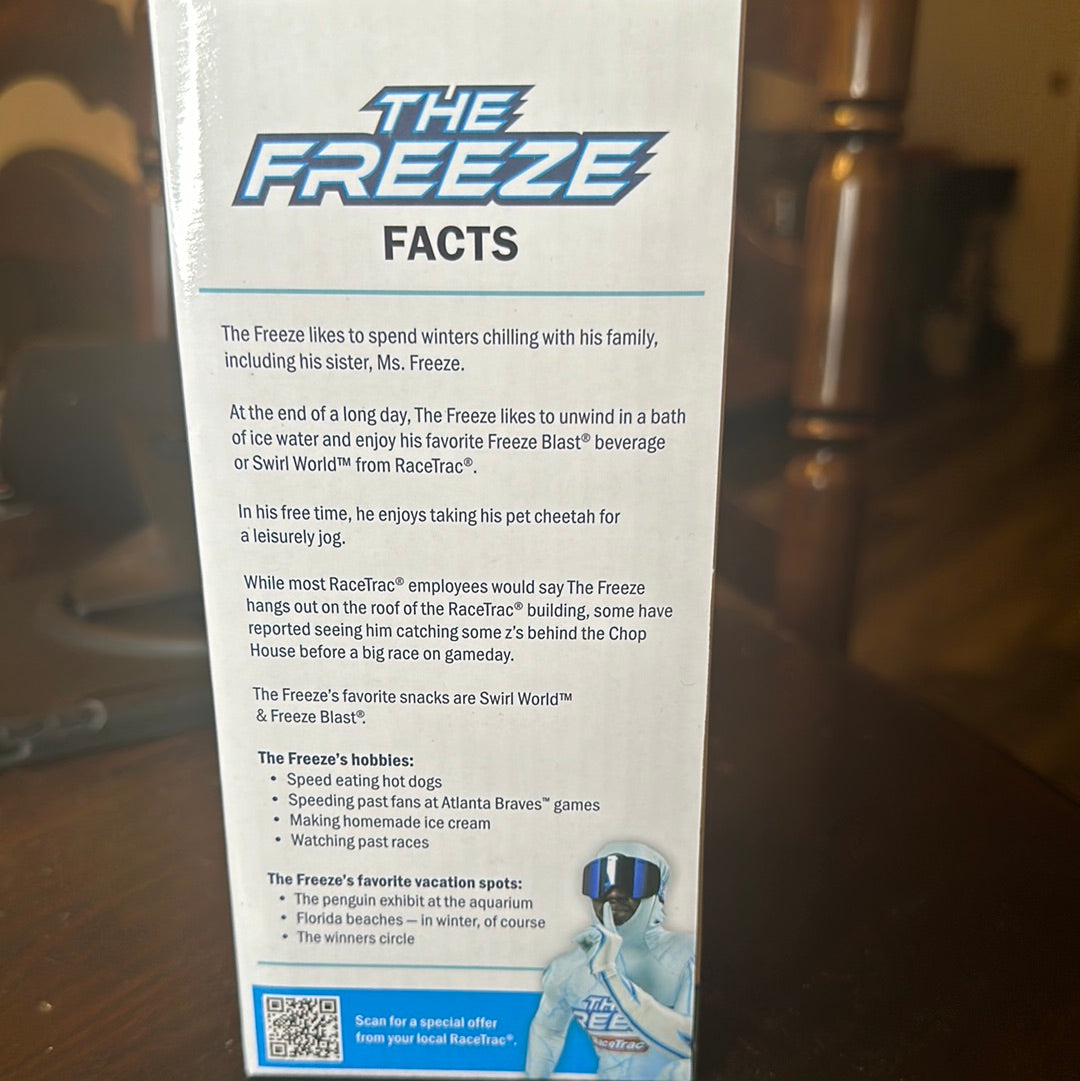 THE
FREEZE
FACTS
The Freeze likes to spend winters chilling with his family,
including his sister, Ms. Freeze.
At the end of a long day, The Freeze likes to unwind in a bath
of ice water and enjoy his favorite Freeze Blast® beverage
or Swirl World™ from RaceTrac®.
In his free time, he enjoys taking his pet cheetah for
a leisurely jog.
While most RaceTrac® employees would say The Freeze
hangs out on the roof of the RaceTrac® building, some have
reported seeing him catching some z's behind the Chop
House before a big race on gameday.
The Freeze's favorite snacks are Swirl World™
& Freeze Blast®.
The Freeze's hobbies:
• Speed eating hot dogs
• Speeding past fans at Atlanta Braves™ games
• Making homemade ice cream
• Watching past races
The Freeze's favorite vacation spots:
• The penguin exhibit at the aquarium
• Florida beaches — in winter, of course
• The winners circle
Scan for a special offer
from your local RaceTrac®.
TH
REE
RaceTrac